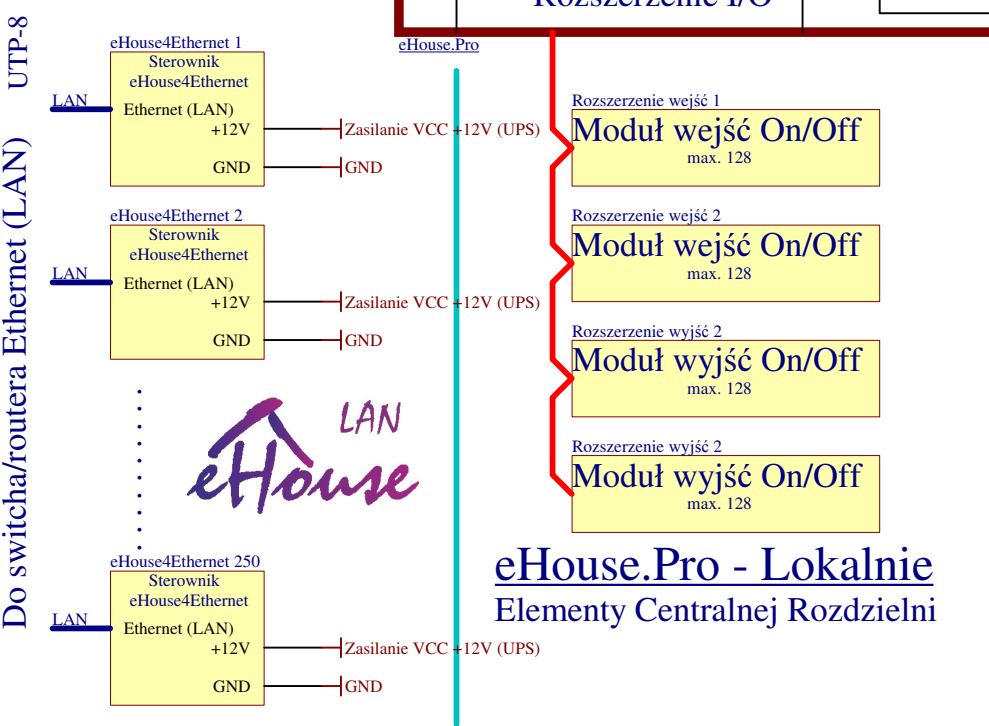 Rozszerzenie I/O
eHouse.Pro
UTP-8
Do switcha/routera Ethernet (LAN)
eHouse4Ethernet 1
Sterownik
eHouse4Ethernet
LAN
Ethernet (LAN)
+12V
Zasilanie VCC +12V (UPS)
GND
GND
eHouse4Ethernet 2
Sterownik
eHouse4Ethernet
LAN
Ethernet (LAN)
+12V
Zasilanie VCC +12V (UPS)
GND
GND
LAN
eHouse
eHouse4Ethernet 250
Sterownik
eHouse4Ethernet
LAN
Ethernet (LAN)
+12V
Zasilanie VCC +12V (UPS)
GND
GND
Rozszerzenie wejść 1
Moduł wejść On/Off
max. 128
Rozszerzenie wejść 2
Moduł wejść On/Off
max. 128
Rozszerzenie wyjść 2
Moduł wyjść On/Off
max. 128
Rozszerzenie wyjść 2
Moduł wyjść On/Off
max. 128
eHouse.Pro - Lokalnie
Elementy Centralnej Rozdzielni